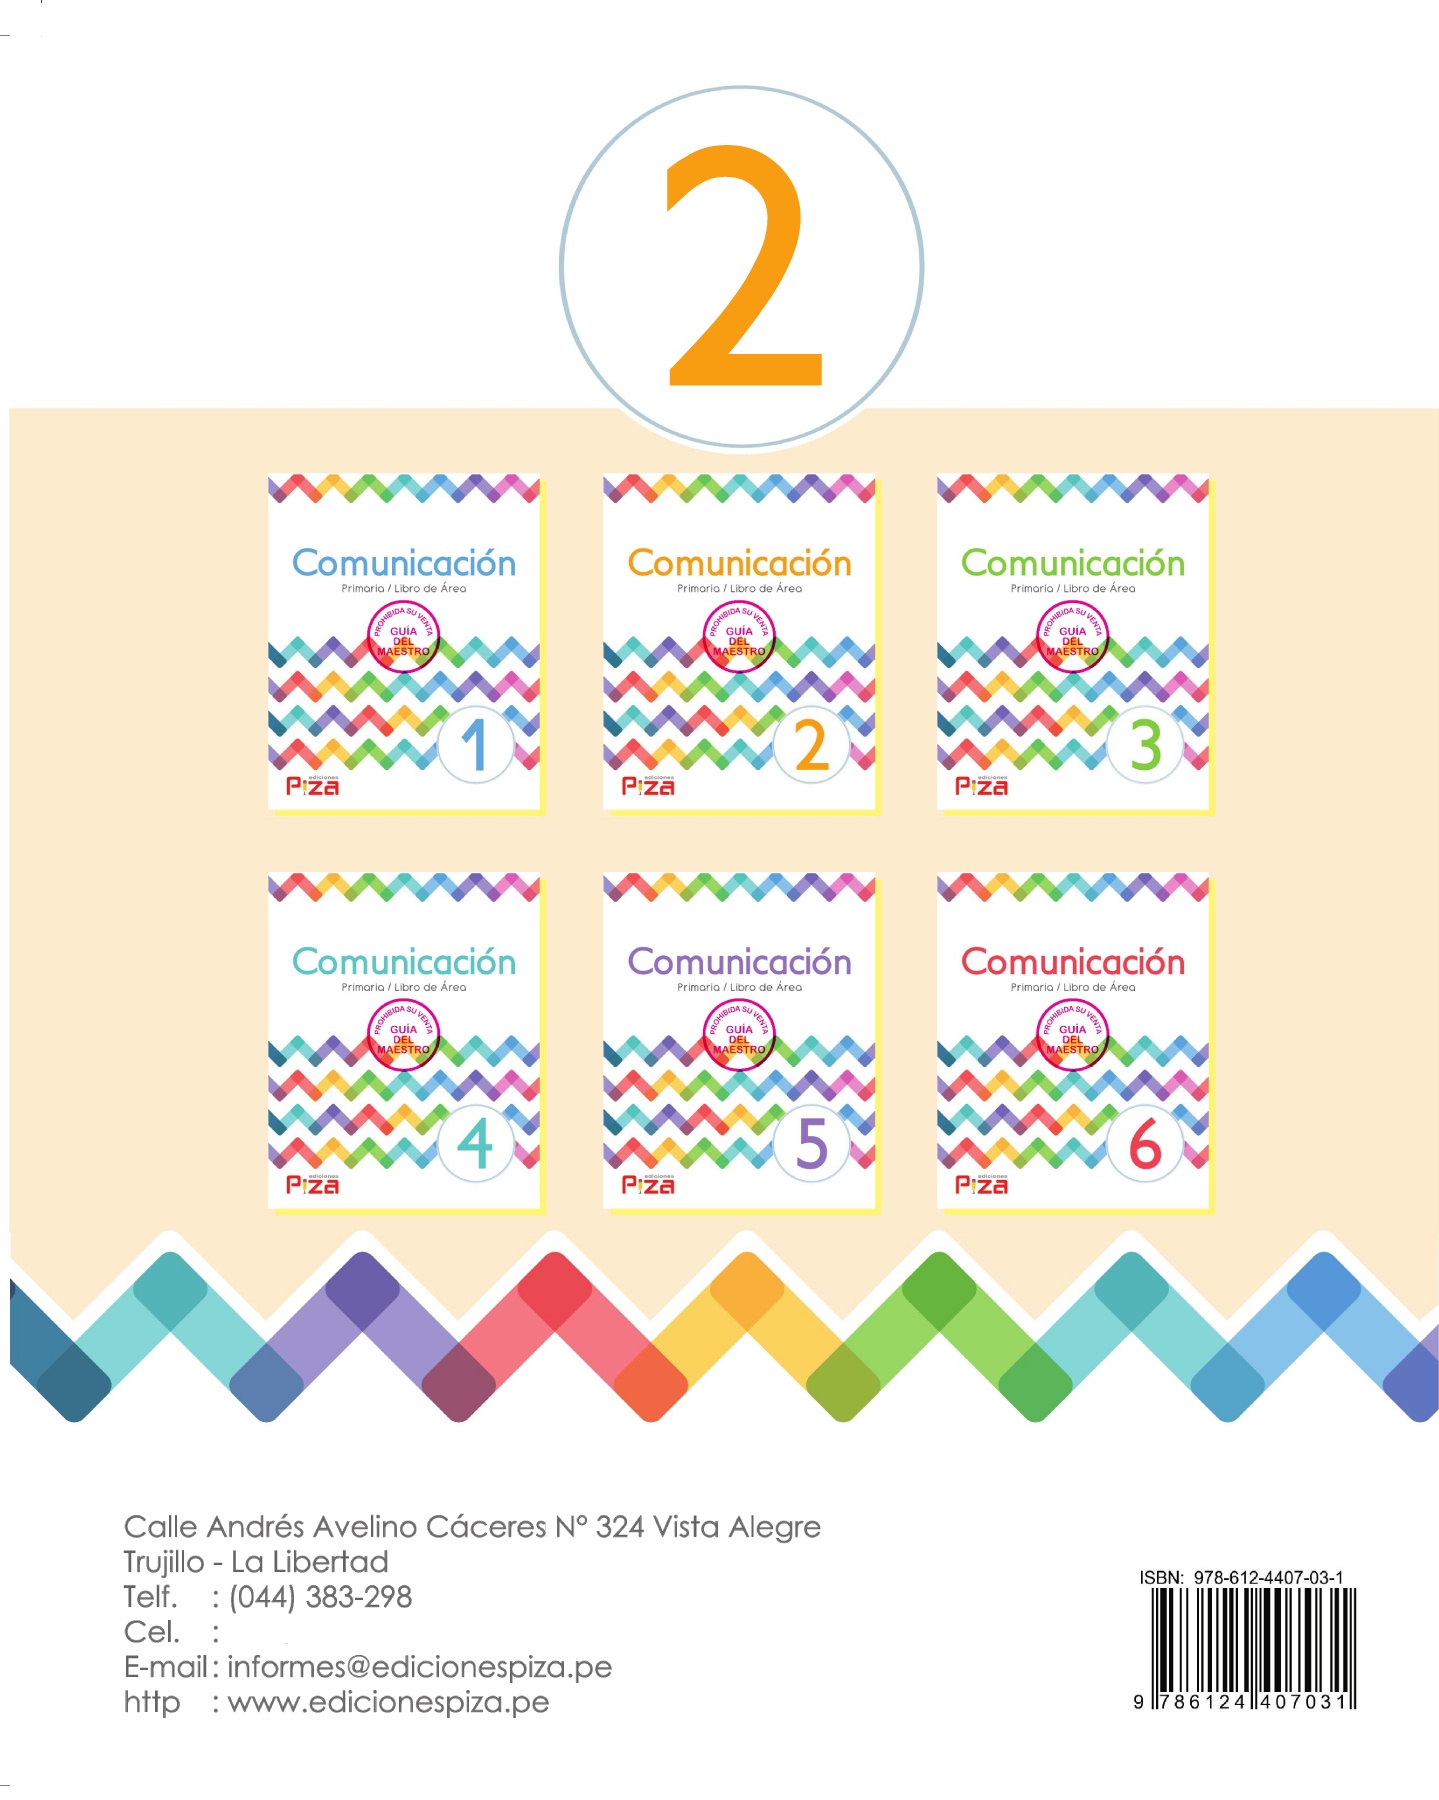 2
Comunicación
Primaria / Libro de Área
PROHIBIDA SU VENTA
GUÍA
DEL
MAESTRO
1
ediciones
Piza
Comunicación
Primaria / Libro de Área
PROHIBIDA SU VENTA
GUÍA
DEL
MAESTRO
2
ediciones
Piza
Comunicación
Primaria / Libro de Área
PROHIBIDA SU VENTA
GUÍA
DEL
MAESTRO
3
ediciones
Piza
Comunicación
Primaria / Libro de Área
PROHIBIDA SU VENTA
GUÍA
DEL
MAESTRO
4
ediciones
Piza
Comunicación
Primaria / Libro de Área
PROHIBIDA SU VENTA
GUÍA
DEL
MAESTRO
5
ediciones
Piza
Comunicación
Primaria / Libro de Área
PROHIBIDA SU VENTA
GUÍA
DEL
MAESTRO
6
ediciones
Piza
Calle Andrés Avelino Cáceres N° 324 Vista Alegre
Trujillo - La Libertad
Telf. : (044) 383-298
Cel. :
E-mail : informes@edicionespiza.pe
http : www.edicionespiza.pe
ISBN: 978-612-4407-03-1
9 786124 407031